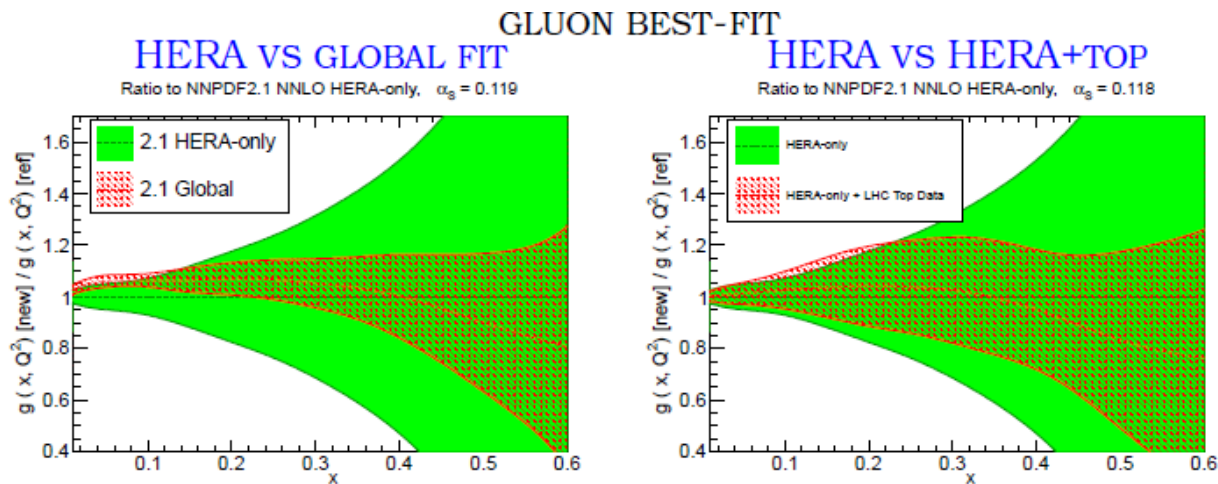 GLUON BEST-FIT
HERA VS GLOBAL FIT
Ratio to NNPDF2.1 NNLO HERA-only, α_S = 0.119
2.1 HERA-only
2.1 Global
g ( x, Q²) [new] / g ( x, Q²) [ref]
1.6
1.4
1.2
1
0.8
0.6
0.4
0.1 0.2 0.3 0.4 0.5 0.6
x
HERA VS HERA+TOP
Ratio to NNPDF2.1 NNLO HERA-only, α_S = 0.118
HERA-only
HERA-only + LHC Top Data
g ( x, Q²) [new] / g ( x, Q²) [ref]
1.6
1.4
1.2
1
0.8
0.6
0.4
0.1 0.2 0.3 0.4 0.5 0.6
x